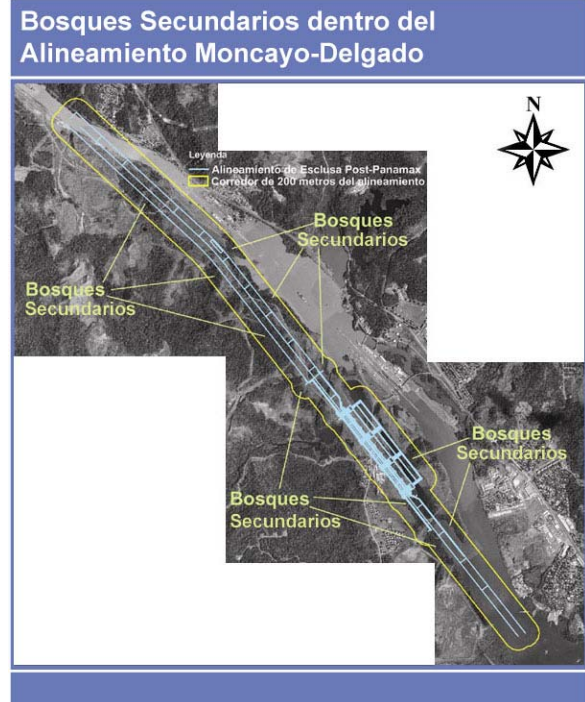 Bosques Secundarios dentro del
Alineamiento Moncayo-Delgado
N
Leyenda
Alineamiento de Esclusa Post-Panamax
Corredor de 200 metros del alineamiento
Bosques
Secundarios
Bosques
Secundarios
Bosques
Secundarios
Bosques
Secundarios